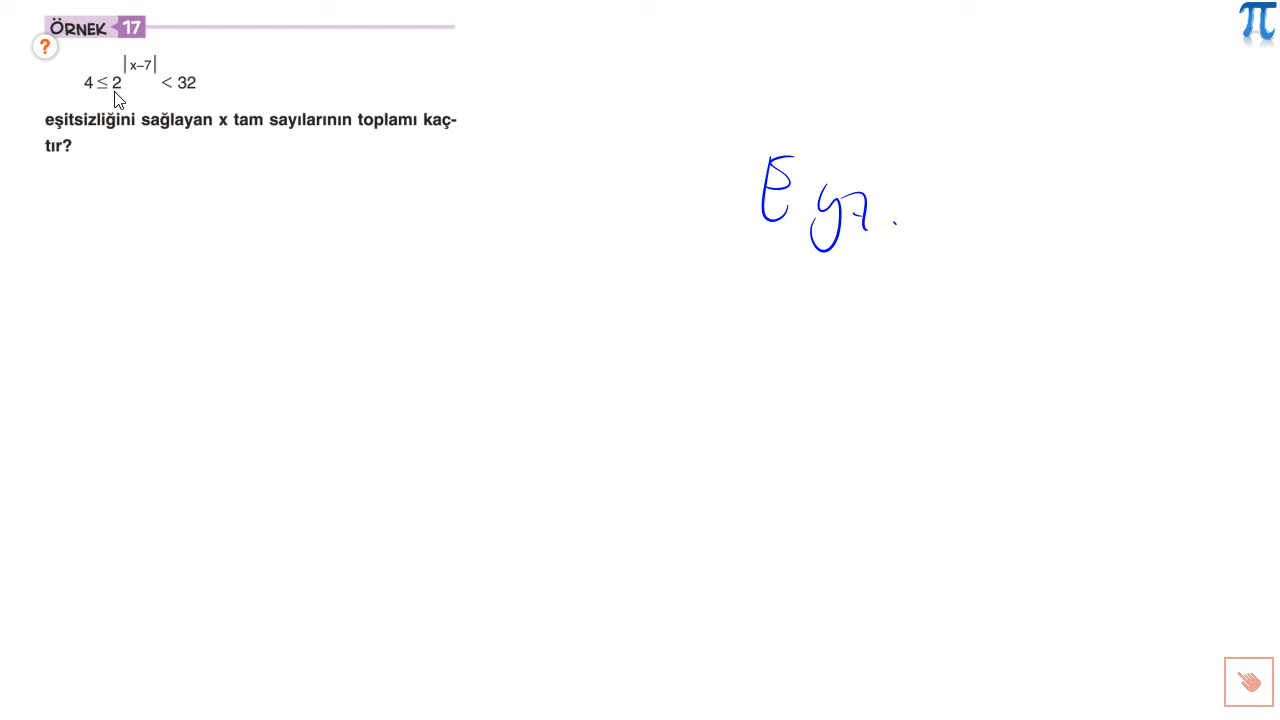 ÖRNEK 17
?
4 ≤ 2^|x−7| < 32
eşitsizliğini sağlayan x tam sayılarının toplamı kaç-
tır?
π